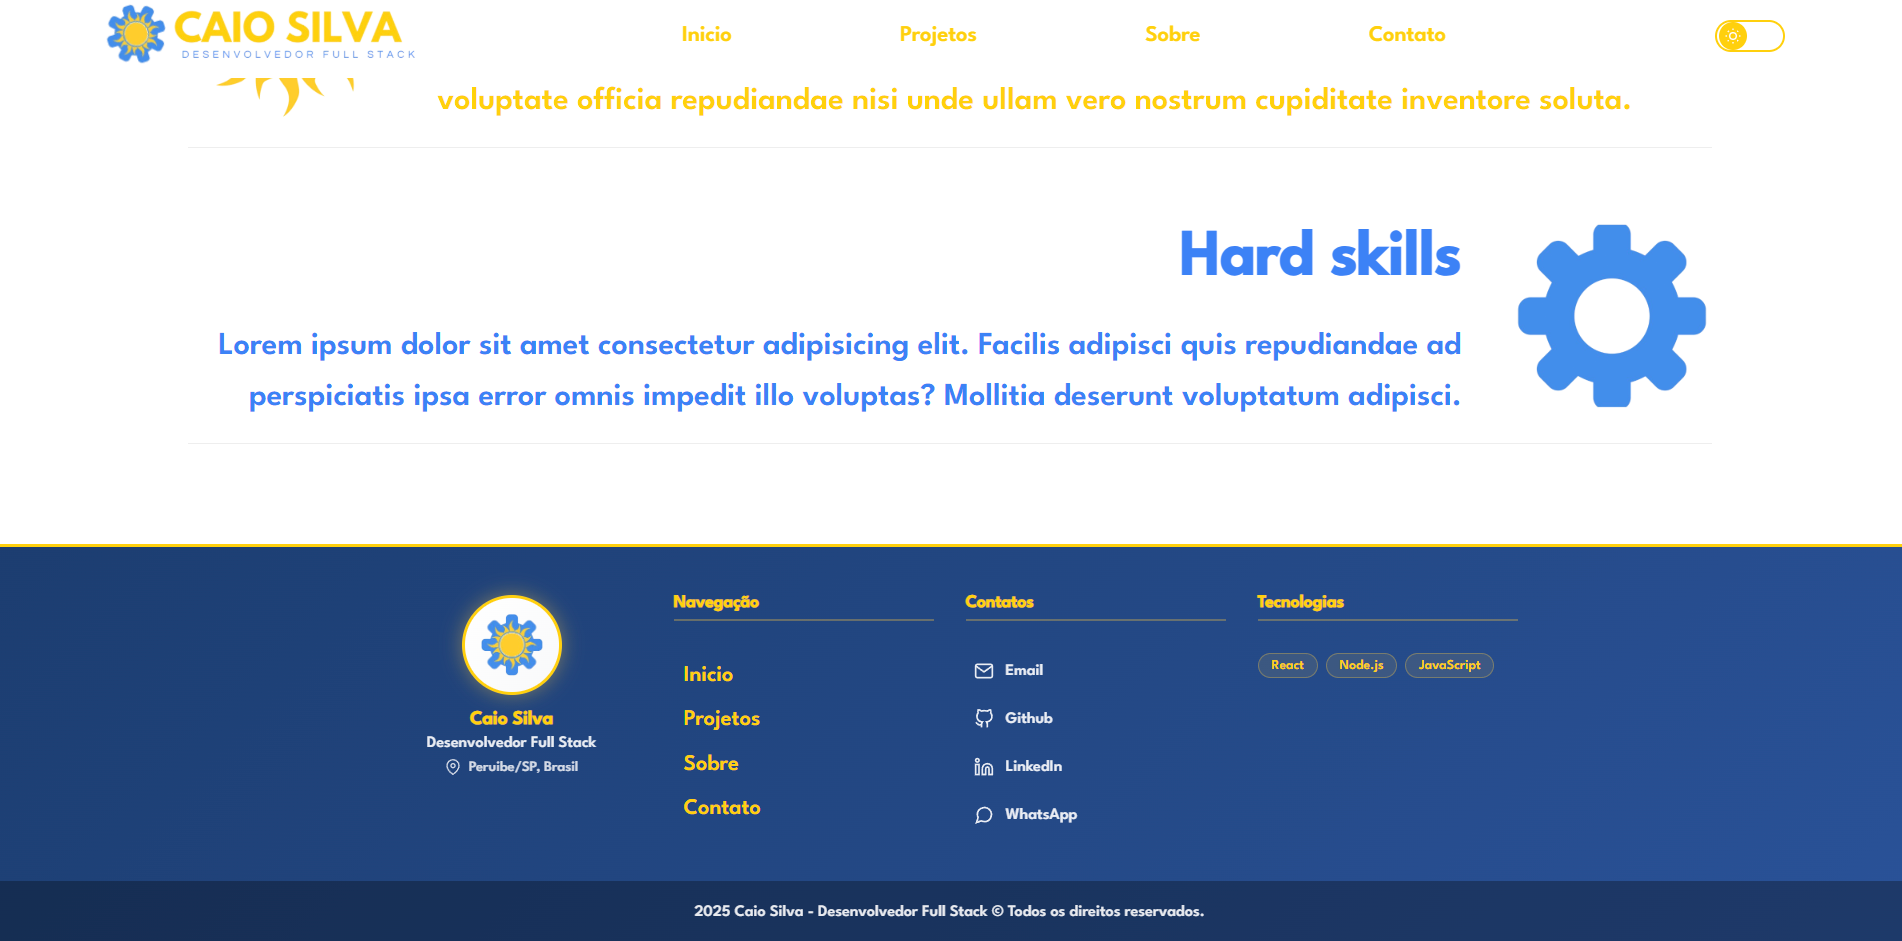 CAIO SILVA
DESENVOLVEDOR FULL STACK
Inicio
Projetos
Sobre
Contato
voluptate officia repudiandae nisi unde ullam vero nostrum cupiditate inventore soluta.
Hard skills
Lorem ipsum dolor sit amet consectetur adipisicing elit. Facilis adipisci quis repudiandae ad
perspiciatis ipsa error omnis impedit illo voluptas? Mollitia deserunt voluptatum adipisci.
Caio Silva
Desenvolvedor Full Stack
Peruibe/SP, Brasil
Navegação
Inicio
Projetos
Sobre
Contato
Contatos
Email
Github
LinkedIn
WhatsApp
Tecnologias
React
Node.js
JavaScript
2025 Caio Silva - Desenvolvedor Full Stack © Todos os direitos reservados.